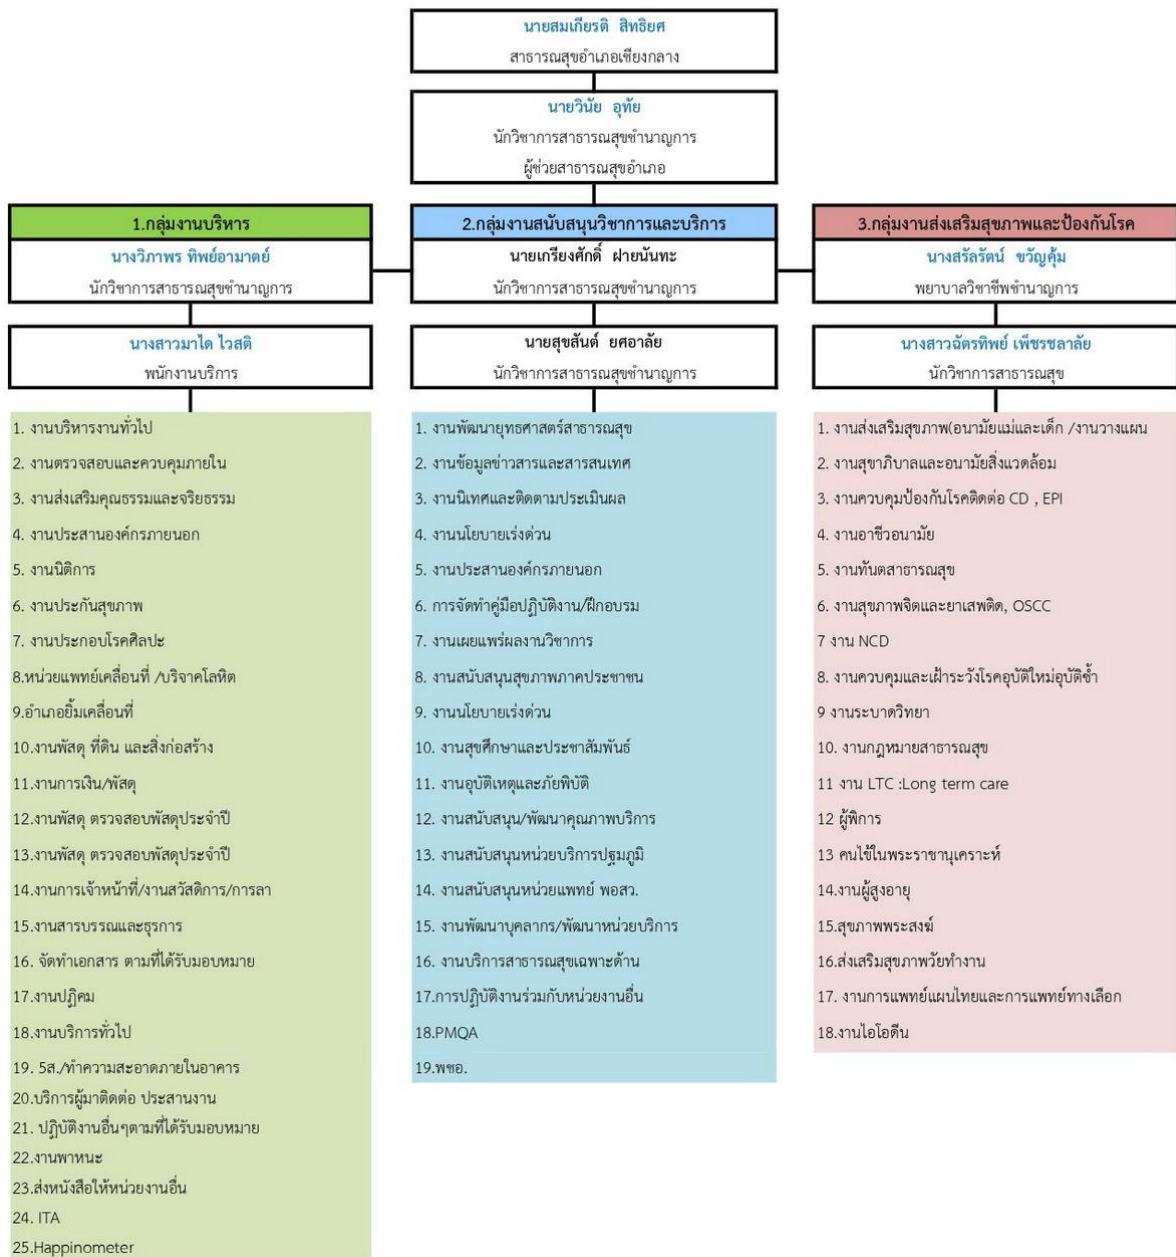 นายสมเกียรติ สิทธิยศ
สาธารณสุขอำเภอเชียงกลาง
นายวินัย อุทัย
นักวิชาการสาธารณสุขชำนาญการ
ผู้ช่วยสาธารณสุขอำเภอ
1.กลุ่มงานบริหาร
นางวิภาพร ทิพย์อามาตย์
นักวิชาการสาธารณสุขชำนาญการ
นางสาวมาได ไวสติ
พนักงานบริการ
1. งานบริหารงานทั่วไป
2. งานตรวจสอบและควบคุมภายใน
3. งานส่งเสริมคุณธรรมและจริยธรรม
4. งานประสานองค์กรภายนอก
5. งานนิติการ
6. งานประกันสุขภาพ
7. งานประกอบโรคศิลปะ
8.หน่วยแพทย์เคลื่อนที่ /บริจาคโลหิต
9.อำเภอยิ้มเคลื่อนที่
10.งานพัสดุ ที่ดิน และสิ่งก่อสร้าง
11.งานการเงิน/พัสดุ
12.งานพัสดุ ตรวจสอบพัสดุประจำปี
13.งานพัสดุ ตรวจสอบพัสดุประจำปี
14.งานการเจ้าหน้าที่/งานสวัสดิการ/การลา
15.งานสารบรรณและธุรการ
16. จัดทำเอกสาร ตามที่ได้รับมอบหมาย
17.งานปฏิคม
18.งานบริการทั่วไป
19. 5ส./ทำความสะอาดภายในอาคาร
20.บริการผู้มาติดต่อ ประสานงาน
21. ปฏิบัติงานอื่นๆตามที่ได้รับมอบหมาย
22.งานพาหนะ
23.ส่งหนังสือให้หน่วยงานอื่น
24. ITA
25.Happinometer
2.กลุ่มงานสนับสนุนวิชาการและบริการ
นายเกรียงศักดิ์ ฝายนันทะ
นักวิชาการสาธารณสุขชำนาญการ
นายสุขสันต์ ยศอาลัย
นักวิชาการสาธารณสุขชำนาญการ
1. งานพัฒนายุทธศาสตร์สาธารณสุข
2. งานข้อมูลข่าวสารและสารสนเทศ
3. งานนิเทศและติดตามประเมินผล
4. งานนโยบายเร่งด่วน
5. งานประสานองค์กรภายนอก
6. การจัดทำคู่มือปฏิบัติงาน/ฝึกอบรม
7. งานเผยแพร่ผลงานวิชาการ
8. งานสนับสนุนสุขภาพภาคประชาชน
9. งานนโยบายเร่งด่วน
10. งานสุขศึกษาและประชาสัมพันธ์
11. งานอุบัติเหตุและภัยพิบัติ
12. งานสนับสนุน/พัฒนาคุณภาพบริการ
13. งานสนับสนุนหน่วยบริการปฐมภูมิ
14. งานสนับสนุนหน่วยแพทย์ พอสว.
15. งานพัฒนาบุคลากร/พัฒนาหน่วยบริการ
16. งานบริการสาธารณสุขเฉพาะด้าน
17.การปฏิบัติงานร่วมกับหน่วยงานอื่น
18.PMQA
19.พชอ.
3.กลุ่มงานส่งเสริมสุขภาพและป้องกันโรค
นางสรัลรัตน์ ขวัญคุ้ม
พยาบาลวิชาชีพชำนาญการ
นางสาวฉัตรทิพย์ เพ็ชรชลาลัย
นักวิชาการสาธารณสุข
1. งานส่งเสริมสุขภาพ(อนามัยแม่และเด็ก /งานวางแผน
2. งานสุขาภิบาลและอนามัยสิ่งแวดล้อม
3. งานควบคุมป้องกันโรคติดต่อ CD , EPI
4. งานอาชีวอนามัย
5. งานทันตสาธารณสุข
6. งานสุขภาพจิตและยาเสพติด, OSCC
7 งาน NCD
8. งานควบคุมและเฝ้าระวังโรคอุบัติใหม่อุบัติซ้ำ
9 งานระบาดวิทยา
10. งานกฎหมายสาธารณสุข
11 งาน LTC :Long term care
12 ผู้พิการ
13 คนไข้ในพระราชานุเคราะห์
14.งานผู้สูงอายุ
15.สุขภาพพระสงฆ์
16.ส่งเสริมสุขภาพวัยทำงาน
17. งานการแพทย์แผนไทยและการแพทย์ทางเลือก
18.งานไอโอดีน